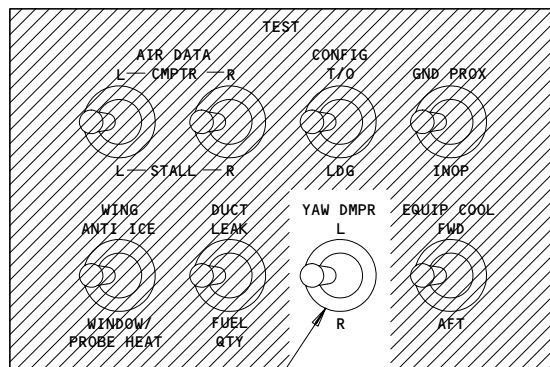 TEST
AIR DATA CONFIG
L — CMPTR — R T/O GND PROX
L — STALL — R LDG INOP
WING DUCT YAW DMPR EQUIP COOL
ANTI ICE LEAK L FWD
WINDOW/ FUEL R AFT
PROBE HEAT QTY